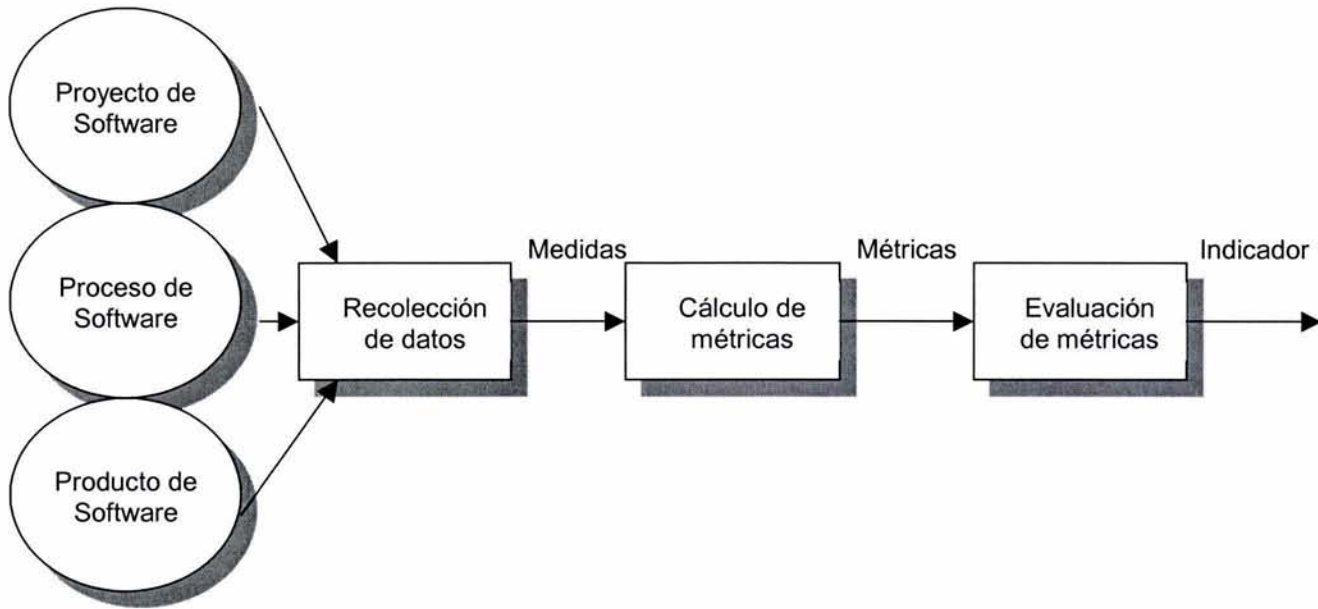 Proyecto de
Software
Proceso de
Software
Producto de
Software
Recolección
de datos
Medidas
Cálculo de
métricas
Métricas
Evaluación
de métricas
Indicador